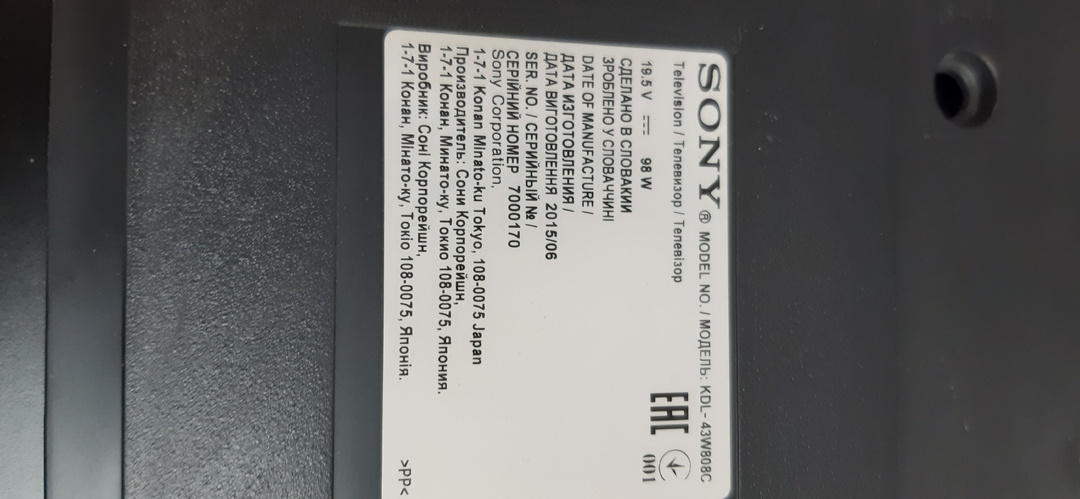 SONY ® MODEL NO. / МОДЕЛЬ: KDL- 43W808C
Television / Телевизор / Телевізор
19.5 V ⎓ 98 W
СДЕЛАНО В СЛОВАКИИ
ЗРОБЛЕНО У СЛОВАЧЧИНІ
DATE OF MANUFACTURE /
ДАТА ИЗГОТОВЛЕНИЯ /
ДАТА ВИГОТОВЛЕННЯ 2015/06
SER. NO. / СЕРИЙНЫЙ № /
СЕРІЙНИЙ НОМЕР 7000170
Sony Corporation,
1-7-1 Konan Minato-ku Tokyo, 108-0075 Japan
Производитель: Сони Корпорейшн,
1-7-1 Конан, Минато-ку, Токио 108-0075, Япония.
Виробник: Соні Корпорейшн,
1-7-1 Конан, Мінато-ку, Токіо 108-0075, Японія.
EAC
001
>PP<